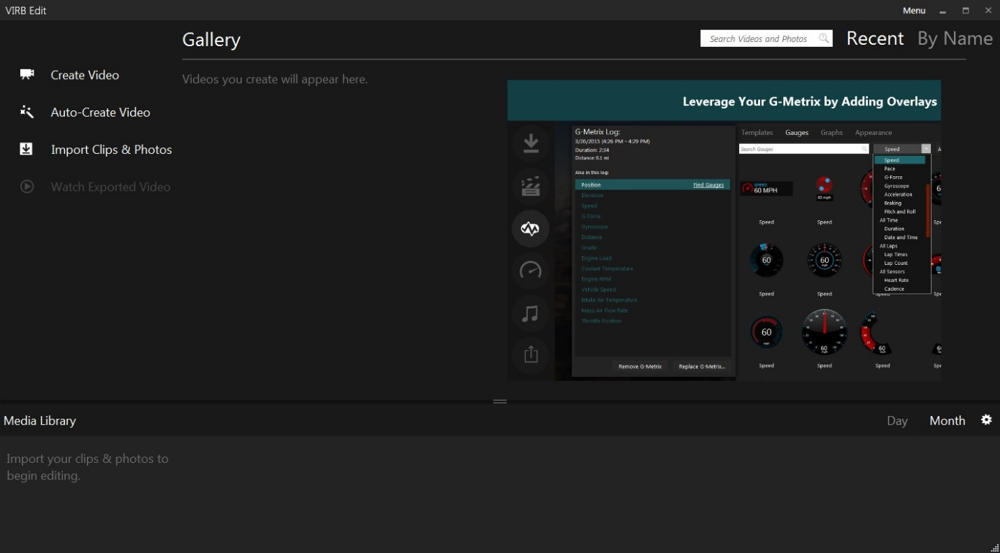 VIRB Edit
Menu
Gallery
Search Videos and Photos
Recent
By Name
Create Video
Auto-Create Video
Import Clips & Photos
Watch Exported Video
Videos you create will appear here.
Leverage Your G-Metrix by Adding Overlays
G-Metrix Log:
3/26/2015 (4:26 PM - 4:29 PM)
Duration: 2:34
Distance: 0.1 mi
Also in this log:
Position Find Gauges
Elevation
Speed
G-Force
Gyroscope
Distance
Grade
Engine Load
Coolant Temperature
Engine RPM
Vehicle Speed
Intake Air Temperature
Mass Air Flow Rate
Throttle Position
Remove G-Metrix Replace G-Metrix...
Templates Gauges Graphs Appearance
Search Gauges
Speed
Speed
Pace
G-Force
Gyroscope
Acceleration
Braking
Pitch and Roll
All Time
Duration
Date and Time
All Laps
Lap Times
Lap Count
All Sensors
Heart Rate
Cadence
SPEED
60 MPH
60 mph
Speed Speed
60 60
mph
Speed Speed Speed
60 60 60
mph mph mph
Speed Speed Speed
Media Library
Day Month
Import your clips & photos to
begin editing.